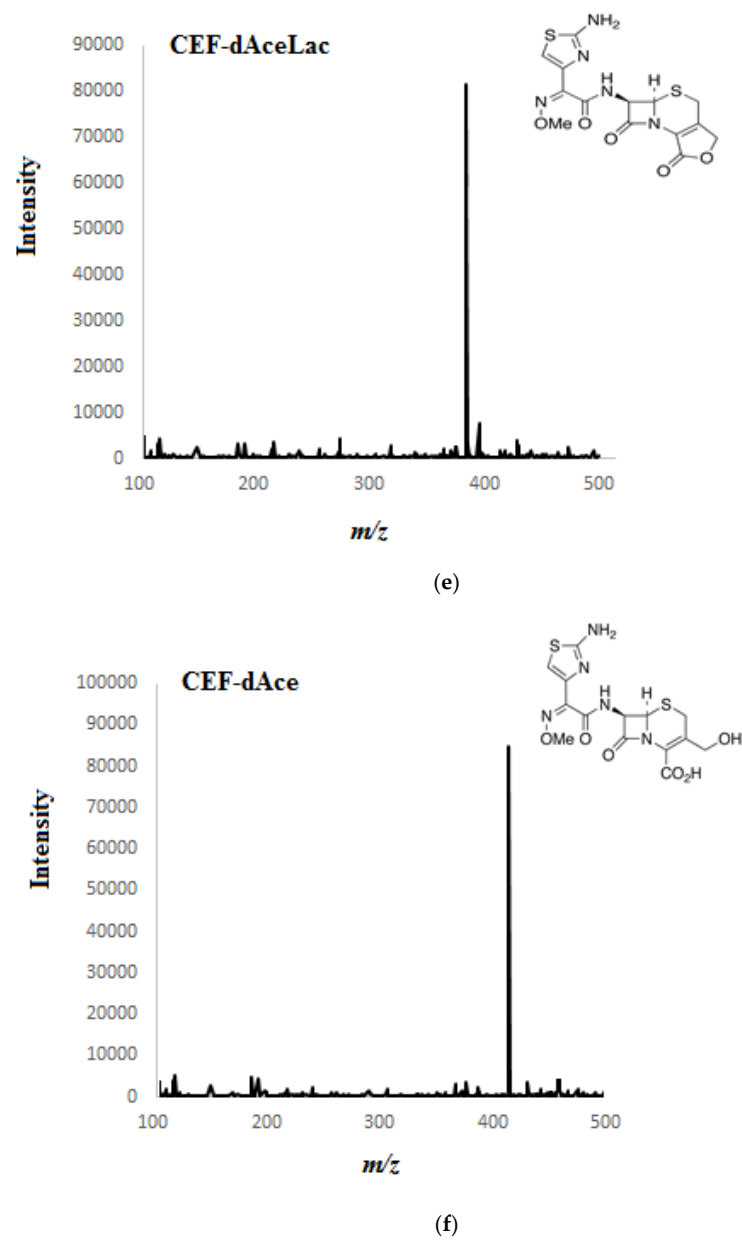 CEF-dAceLac
NH₂
S
N
H
N
H
S
N
OMe
O
O
N
O
O
90000
80000
70000
60000
50000
40000
30000
20000
10000
0
Intensity
100 200 300 400 500
m/z
(e)
CEF-dAce
NH₂
S
N
H
N
H
S
N
OMe
O
O
N
OH
CO₂H
100000
90000
80000
70000
60000
50000
40000
30000
20000
10000
0
Intensity
100 200 300 400 500
m/z
(f)